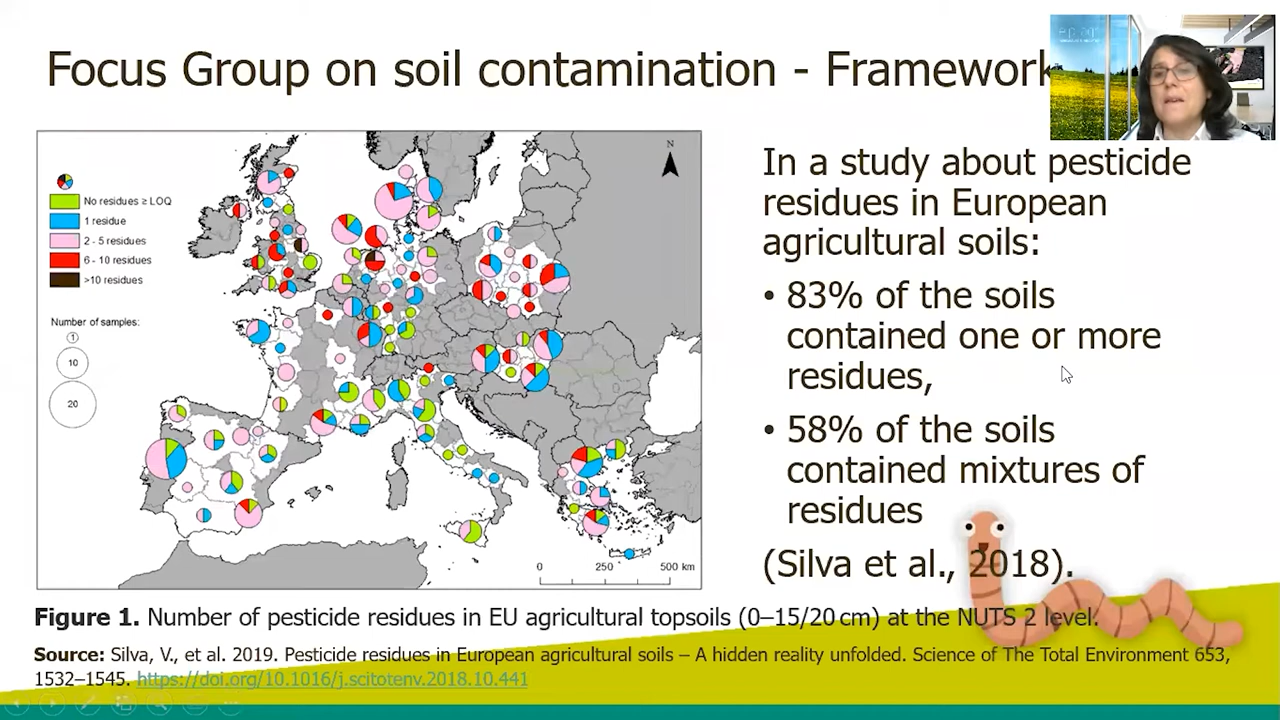 Focus Group on soil contamination - Framework
N
No residues ≥ LOQ
1 residue
2 - 5 residues
6 - 10 residues
>10 residues
Number of samples:
1
10
20
0 250 500 km
In a study about pesticide
residues in European
agricultural soils:
• 83% of the soils
contained one or more
residues,
• 58% of the soils
contained mixtures of
residues
(Silva et al., 2018).
Figure 1. Number of pesticide residues in EU agricultural topsoils (0–15/20 cm) at the NUTS 2 level.
Source: Silva, V., et al. 2019. Pesticide residues in European agricultural soils – A hidden reality unfolded. Science of The Total Environment 653,
1532–1545. https://doi.org/10.1016/j.scitotenv.2018.10.441